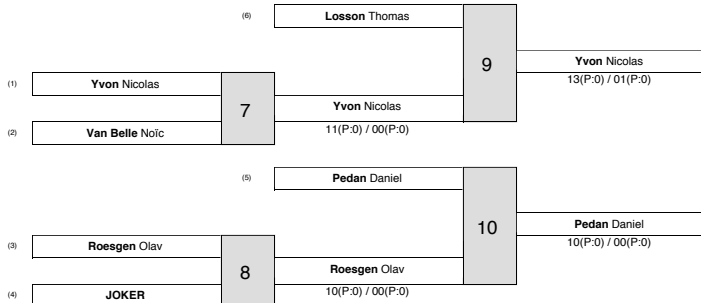 (6) Losson Thomas
9
Yvon Nicolas
13(P:0) / 01(P:0)
(1) Yvon Nicolas
7
Yvon Nicolas
11(P:0) / 00(P:0)
(2) Van Belle Noïc
(5) Pedan Daniel
10
Pedan Daniel
10(P:0) / 00(P:0)
(3) Roesgen Olav
8
Roesgen Olav
10(P:0) / 00(P:0)
(4) JOKER